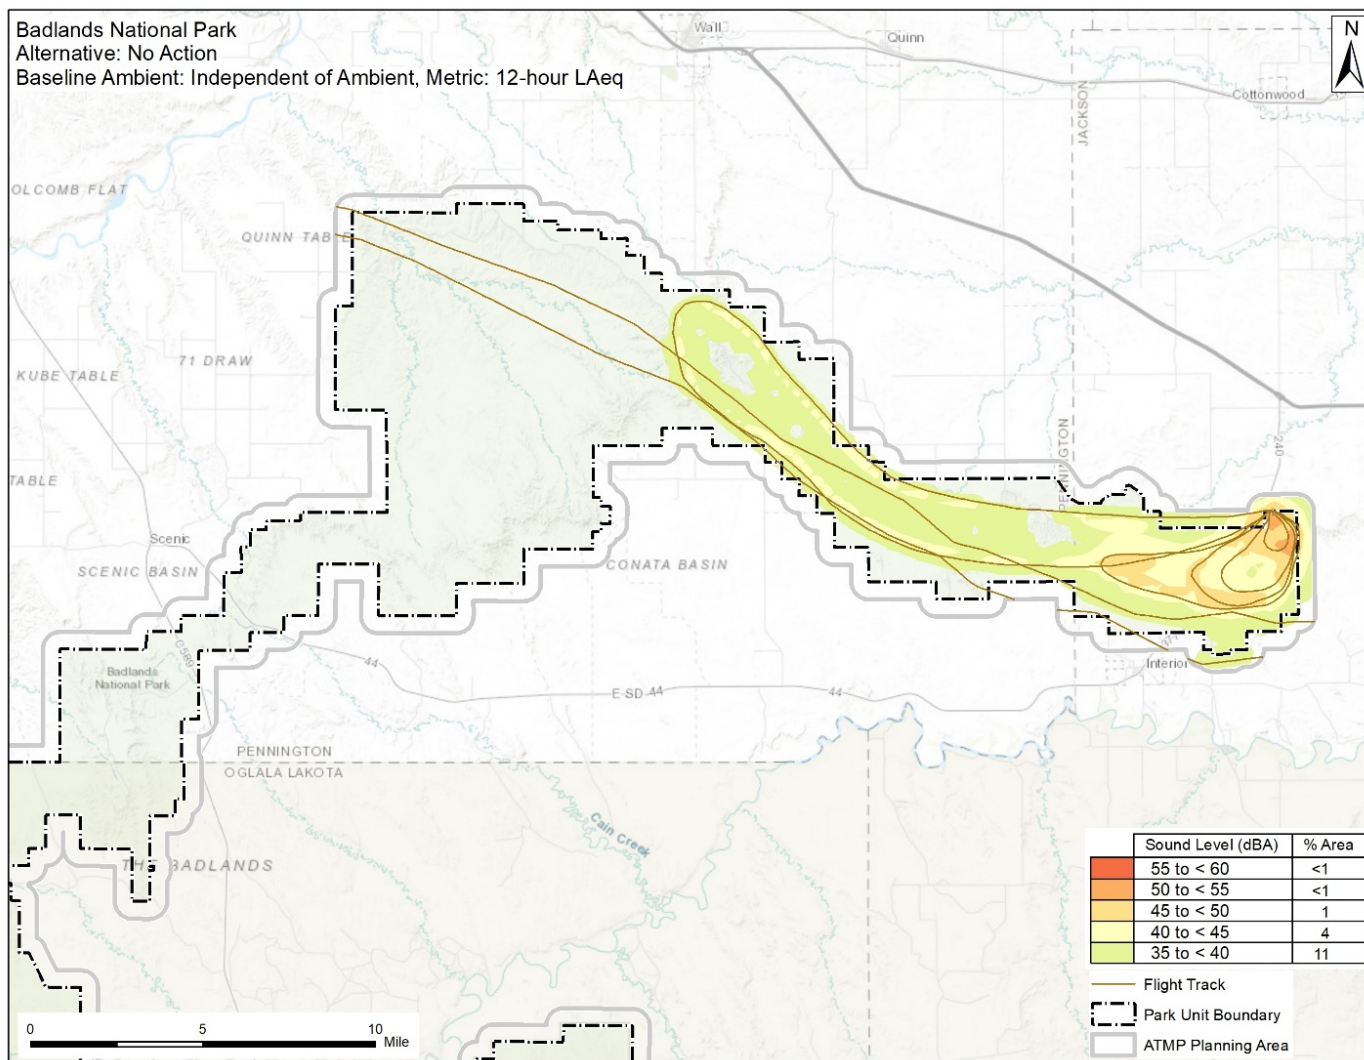 Badlands National Park
Alternative: No Action
Baseline Ambient: Independent of Ambient, Metric: 12-hour LAeq
N
Wall
Quinn
Cottonwood
JACKSON
OLCOMB FLAT
QUINN TABLE
71 DRAW
KUBE TABLE
PENNINGTON
240
TABLE
Scenic
SCENIC BASIN
CONATA BASIN
C589
44
Badlands
National Park
Interior
377
E SD 44
44
PENNINGTON
OGLALA LAKOTA
Cain Creek
THE BADLANDS
Sound Level (dBA) % Area
55 to < 60 <1
50 to < 55 <1
45 to < 50 1
40 to < 45 4
35 to < 40 11
Flight Track
Park Unit Boundary
ATMP Planning Area
0 5 10
Mile